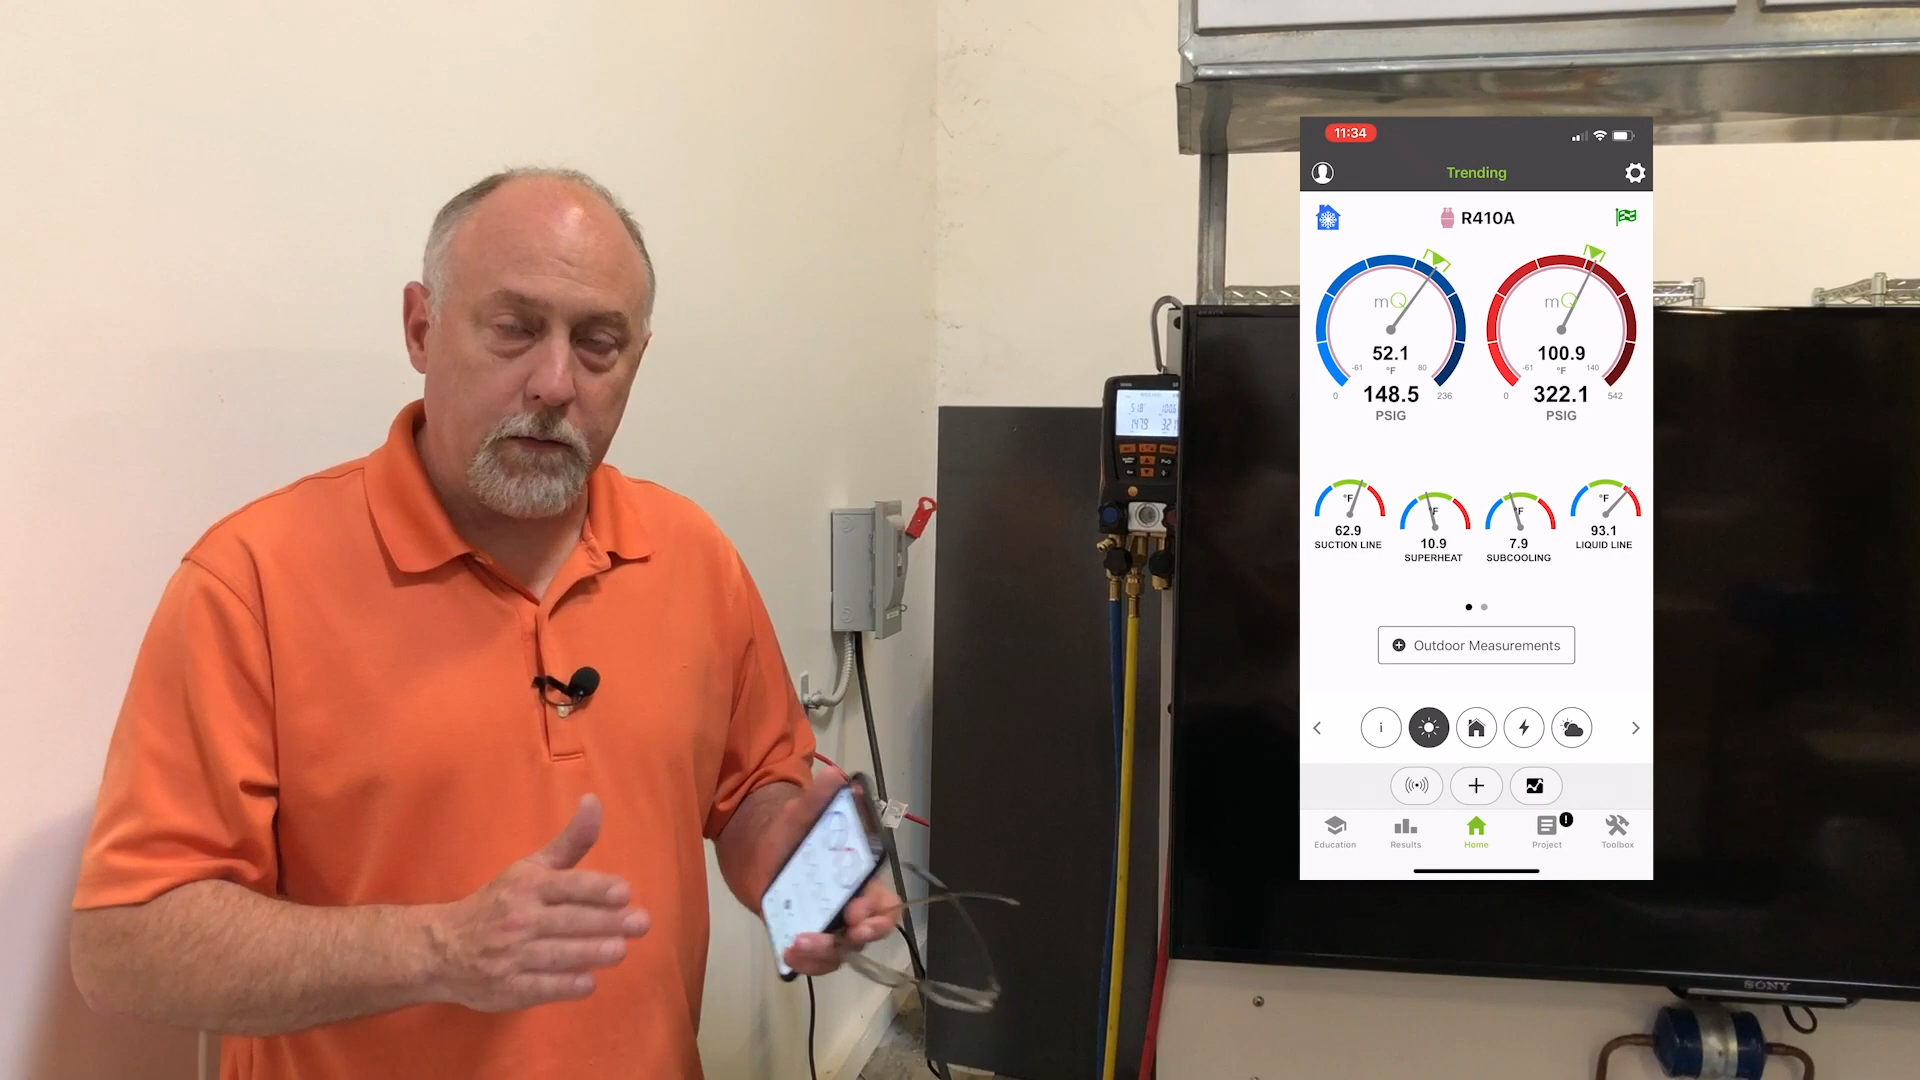 11:34
Trending
R410A
mQ
52.1
°F
-61
80
148.5
0
236
PSIG
mQ
100.9
°F
-61
140
322.1
0
542
PSIG
°F
62.9
SUCTION LINE
°F
10.9
SUPERHEAT
°F
7.9
SUBCOOLING
°F
93.1
LIQUID LINE
Outdoor Measurements
i
Education
Results
Home
Project
!
Toolbox
SONY